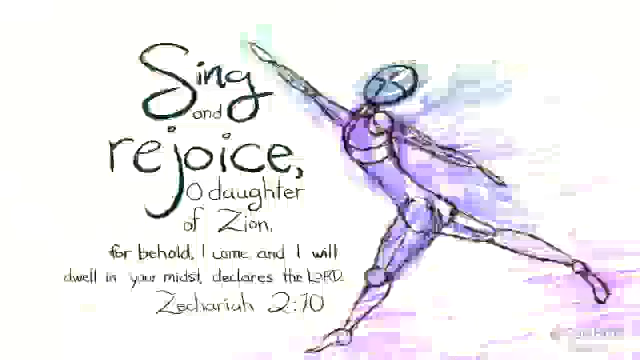 Sing
and
rejoice,
O daughter
of Zion,
for behold, I come and I will
dwell in your midst, declares the LORD.
Zechariah 2:10